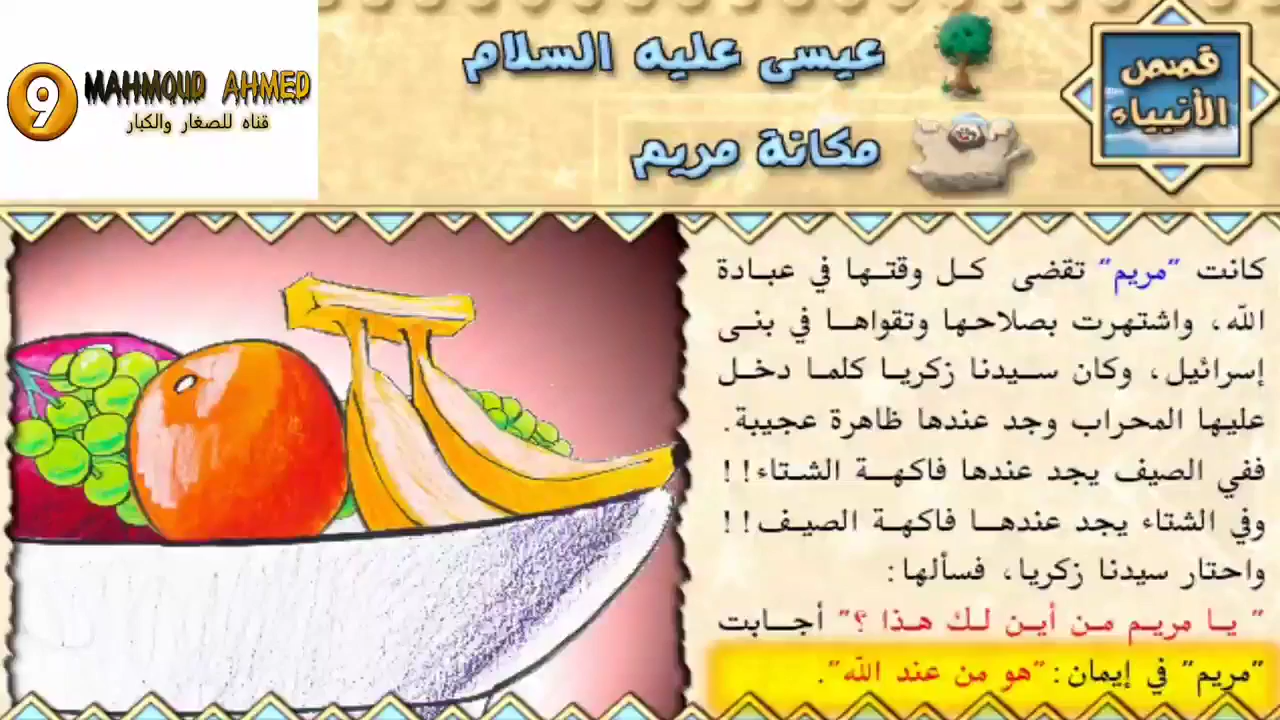 9
MAHMOUD AHMED
قناه للصغار والكبار
عيسى عليه السلام
مكانة مريم
قصص
الأنبياء
كانت "مريم" تقضى كل وقتها في عبادة
الله، واشتهرت بصلاحها وتقواها في بنى
إسرائيل، وكان سيدنا زكريا كلما دخل
عليها المحراب وجد عندها ظاهرة عجيبة.
ففي الصيف يجد عندها فاكهة الشتاء!!
وفي الشتاء يجد عندها فاكهة الصيف!!
واحتار سيدنا زكريا، فسألها:
" يا مريم من أين لك هذا ؟" أجابت
"مريم" في إيمان: "هو من عند الله".